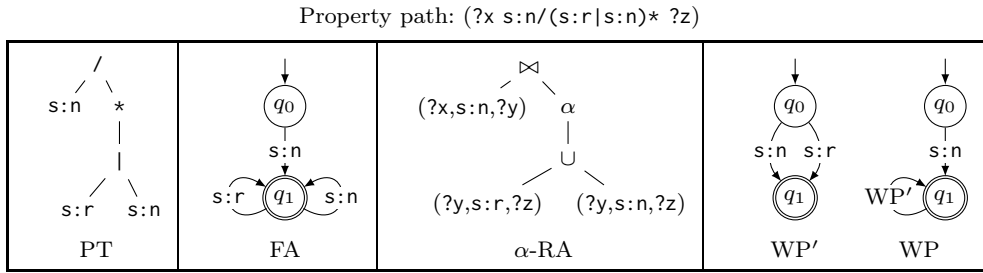 Property path: (?x s:n/(s:r|s:n)* ?z)
/
s:n *
|
s:r s:n
PT
q0
s:n
s:r q1 s:n
FA
⋈
(?x,s:n,?y) α
∪
(?y,s:r,?z) (?y,s:n,?z)
α-RA
q0
s:n s:r
q1
WP′
q0
s:n
WP′ q1
WP